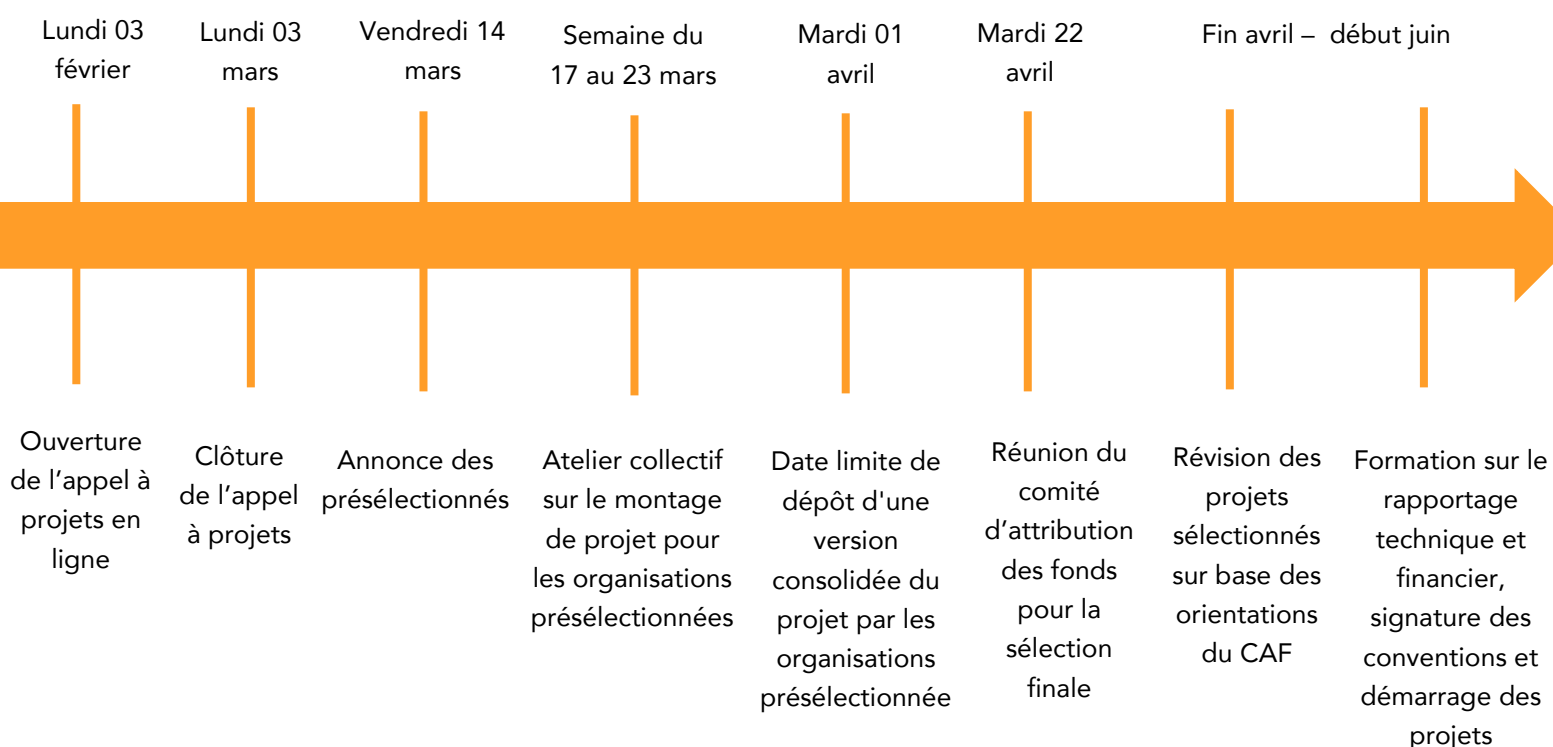 Lundi 03
février
Lundi 03
mars
Vendredi 14
mars
Semaine du
17 au 23 mars
Mardi 01
avril
Mardi 22
avril
Fin avril – début juin
Ouverture
de l’appel à
projets en
ligne
Clôture
de l’appel
à projets
Annonce des
présélectionnés
Atelier collectif
sur le montage
de projet pour
les organisations
présélectionnées
Date limite de
dépôt d'une
version
consolidée du
projet par les
organisations
présélectionnée
Réunion du
comité
d’attribution
des fonds
pour la
sélection
finale
Révision des
projets
sélectionnés
sur base des
orientations
du CAF
Formation sur le
rapportage
technique et
financier,
signature des
conventions et
démarrage des
projets